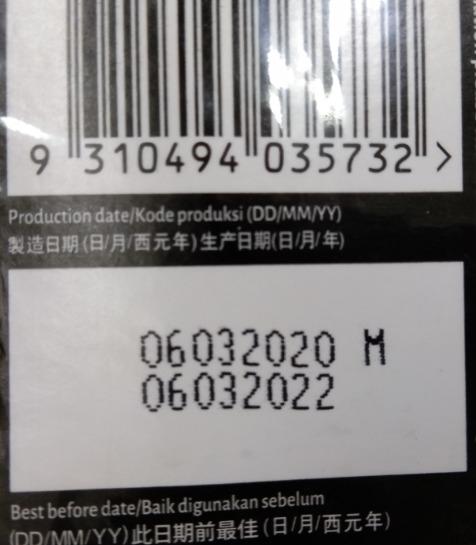 9 310494 035732 >
Production date/Kode produksi (DD/MM/YY)
製造日期(日/月/西元年)生产日期(日/月/年)
06032020 M
06032022
Best before date/Baik digunakan sebelum
(DD/MM/YY)此日期前最佳(日/月/西元年)